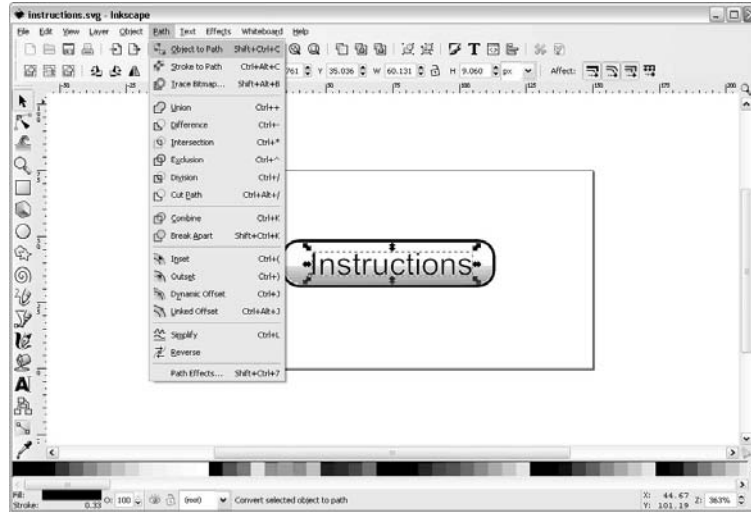 instructions.svg - Inkscape
File Edit View Layer Object Path Text Effects Whiteboard Help
Object to Path Shift+Ctrl+C
Stroke to Path Ctrl+Alt+C
Trace Bitmap... Shift+Alt+B
Union Ctrl++
Difference Ctrl+-
Intersection Ctrl+*
Exclusion Ctrl+^
Division Ctrl+/
Cut Path Ctrl+Alt+/
Combine Ctrl+K
Break Apart Shift+Ctrl+K
Inset Ctrl+(
Outset Ctrl+)
Dynamic Offset Ctrl+J
Linked Offset Ctrl+Alt+J
Simplify Ctrl+L
Reverse
Path Effects... Shift+Ctrl+7
761 Y 35.036 W 60.131 H 9.060 px Affect:
Instructions
Fill:
Stroke: 0.33 O: 100 (root) Convert selected object to path
X: 44.67
Y: 101.19 Z: 363%